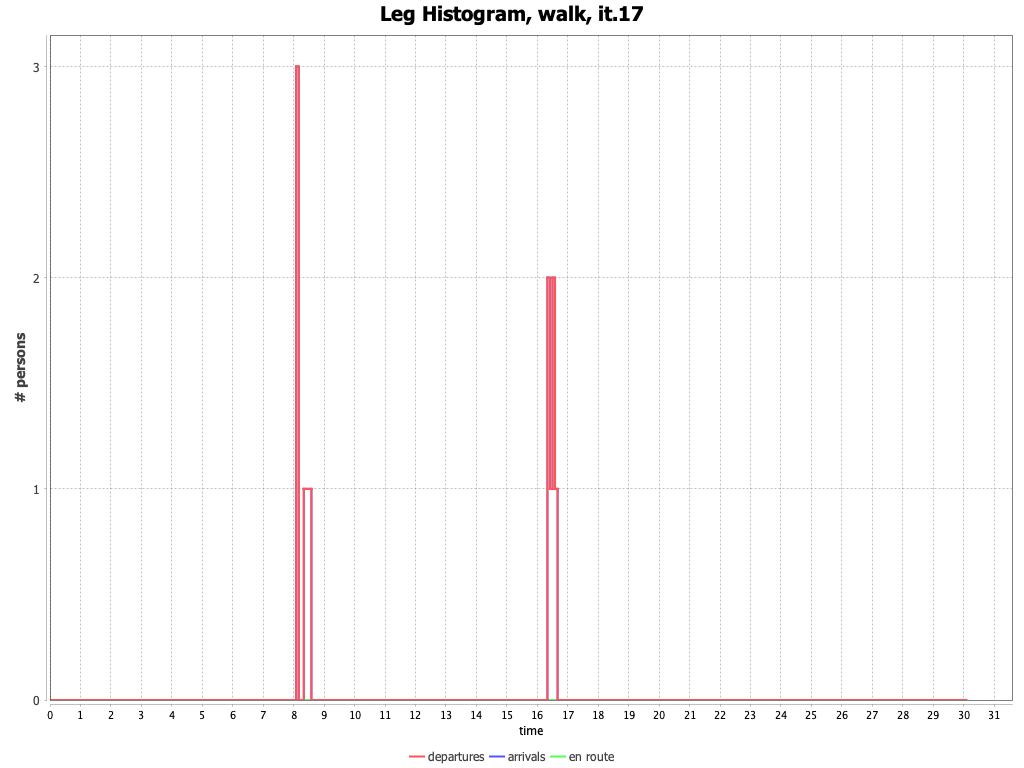 Leg Histogram, walk, it.17
# persons
3
2
1
0
0 1 2 3 4 5 6 7 8 9 10 11 12 13 14 15 16 17 18 19 20 21 22 23 24 25 26 27 28 29 30 31
time
departures arrivals en route